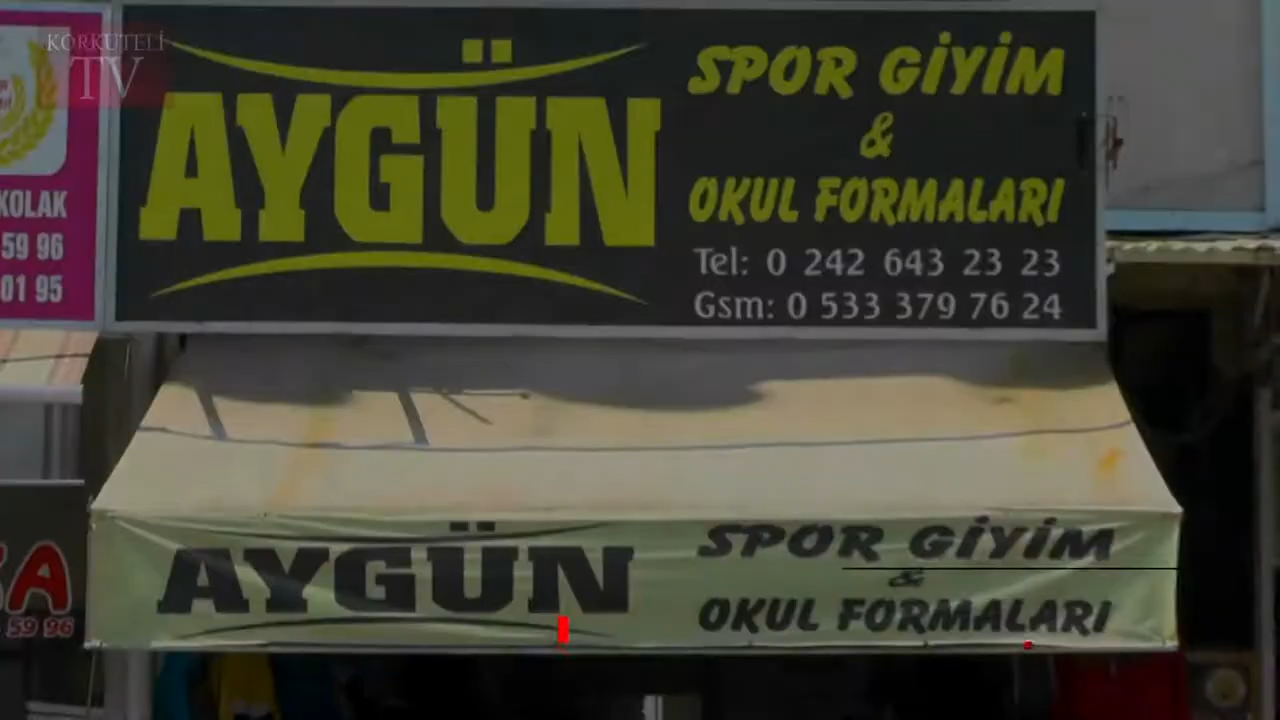 KORKUTELİ
TV
KOLAK
59 96
01 95
AYGÜN
SPOR GİYİM
&
OKUL FORMALARI
Tel: 0 242 643 23 23
Gsm: 0 533 379 76 24
AYGÜN
SPOR GİYİM
&
OKUL FORMALARI
59 96